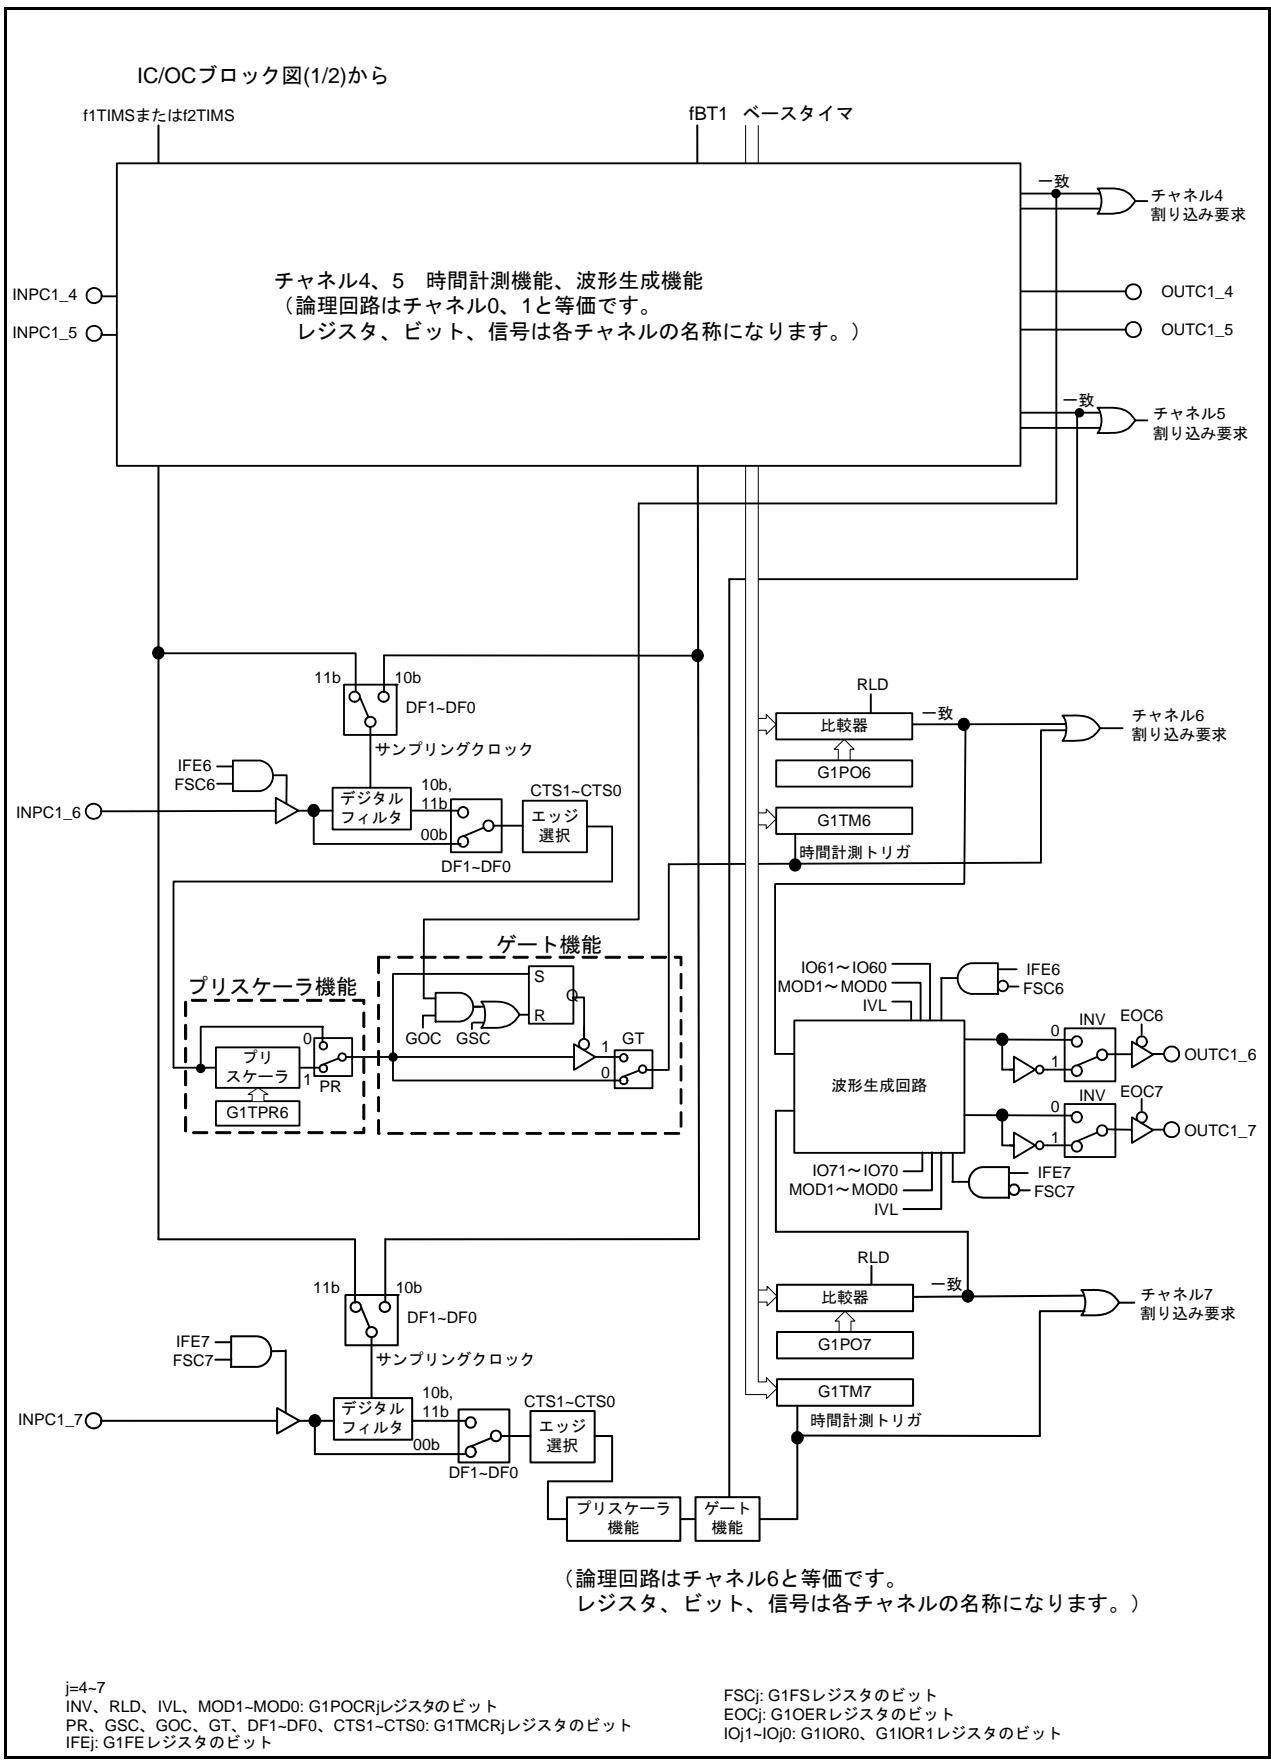 IC/OCブロック図(1/2)から
f1TIMSまたはf2TIMS
fBT1 ベースタイマ
一致
チャネル4
割り込み要求
チャネル4、5 時間計測機能、波形生成機能
（論理回路はチャネル0、1と等価です。
レジスタ、ビット、信号は各チャネルの名称になります。）
INPC1_4
INPC1_5
OUTC1_4
OUTC1_5
一致
チャネル5
割り込み要求
11b
10b
DF1~DF0
サンプリングクロック
IFE6
FSC6
INPC1_6
デジタル
フィルタ
10b,
11b
00b
DF1~DF0
CTS1~CTS0
エッジ
選択
RLD
比較器
一致
G1PO6
G1TM6
時間計測トリガ
チャネル6
割り込み要求
プリスケーラ機能
0
プリ
スケーラ
1
PR
G1TPR6
ゲート機能
S
Q
R
GOC
GSC
1
0
GT
IO61～IO60
MOD1～MOD0
IVL
IFE6
FSC6
波形生成回路
0
1
INV
EOC6
OUTC1_6
0
1
INV
EOC7
OUTC1_7
IO71～IO70
MOD1～MOD0
IVL
IFE7
FSC7
11b
10b
DF1~DF0
サンプリングクロック
IFE7
FSC7
INPC1_7
デジタル
フィルタ
10b,
11b
00b
DF1~DF0
CTS1~CTS0
エッジ
選択
RLD
比較器
一致
G1PO7
G1TM7
時間計測トリガ
チャネル7
割り込み要求
プリスケーラ
機能
ゲート
機能
（論理回路はチャネル6と等価です。
レジスタ、ビット、信号は各チャネルの名称になります。）
j=4~7
INV、RLD、IVL、MOD1~MOD0: G1POCRjレジスタのビット
PR、GSC、GOC、GT、DF1~DF0、CTS1~CTS0: G1TMCRjレジスタのビット
IFEj: G1FEレジスタのビット
FSCj: G1FSレジスタのビット
EOCj: G1OERレジスタのビット
IOj1~IOj0: G1IOR0、G1IOR1レジスタのビット